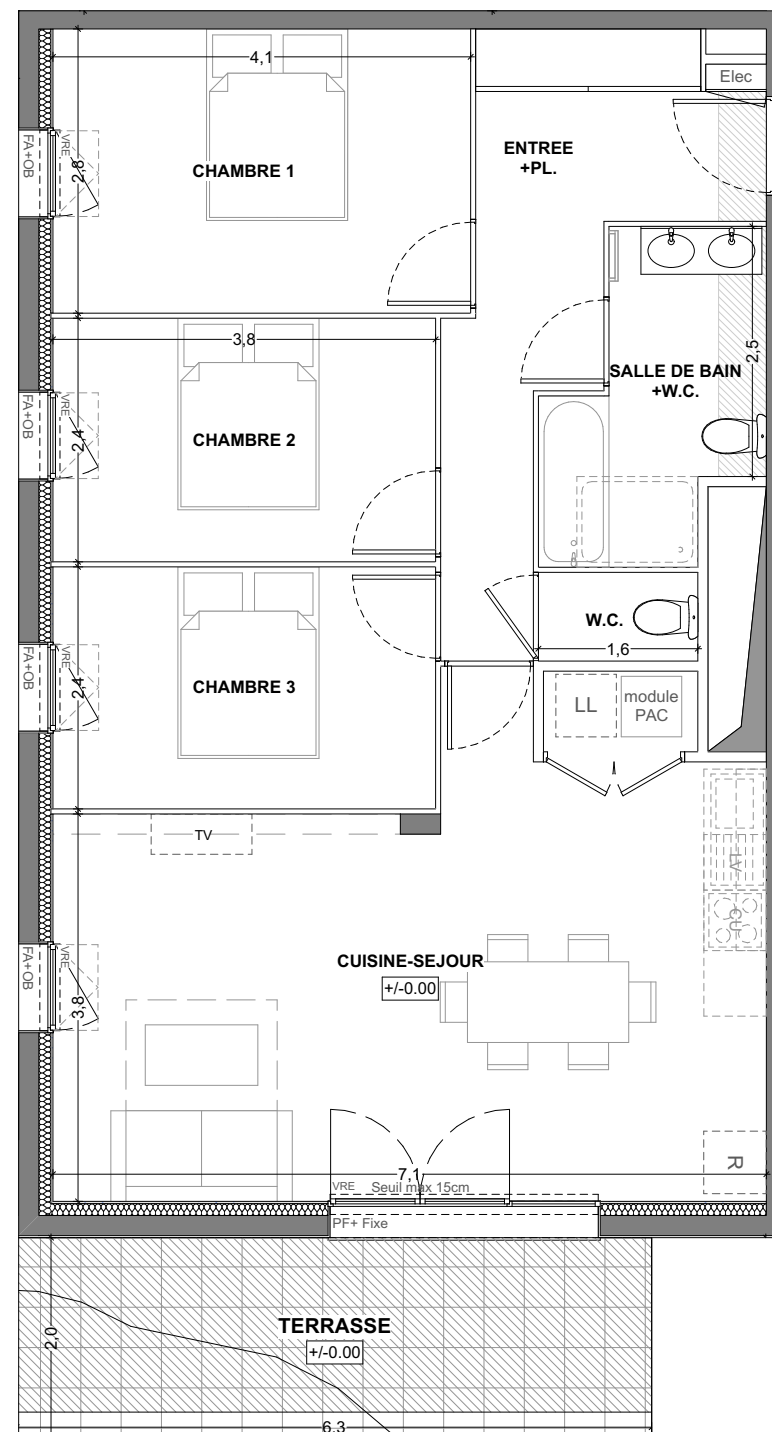 4,1
Elec
ENTREE
+PL.
FA+OB
VRE
2,8
CHAMBRE 1
3,8
2,5
SALLE DE BAIN
+W.C.
FA+OB
VRE
2,4
CHAMBRE 2
W.C.
1,6
FA+OB
VRE
2,4
CHAMBRE 3
LL
module
PAC
TV
LV
CU
CUISINE-SEJOUR
+/-0.00
FA+OB
VRE
3,8
R
7,1
VRE
Seuil max 15cm
PF+ Fixe
TERRASSE
+/-0.00
2,0
6,3